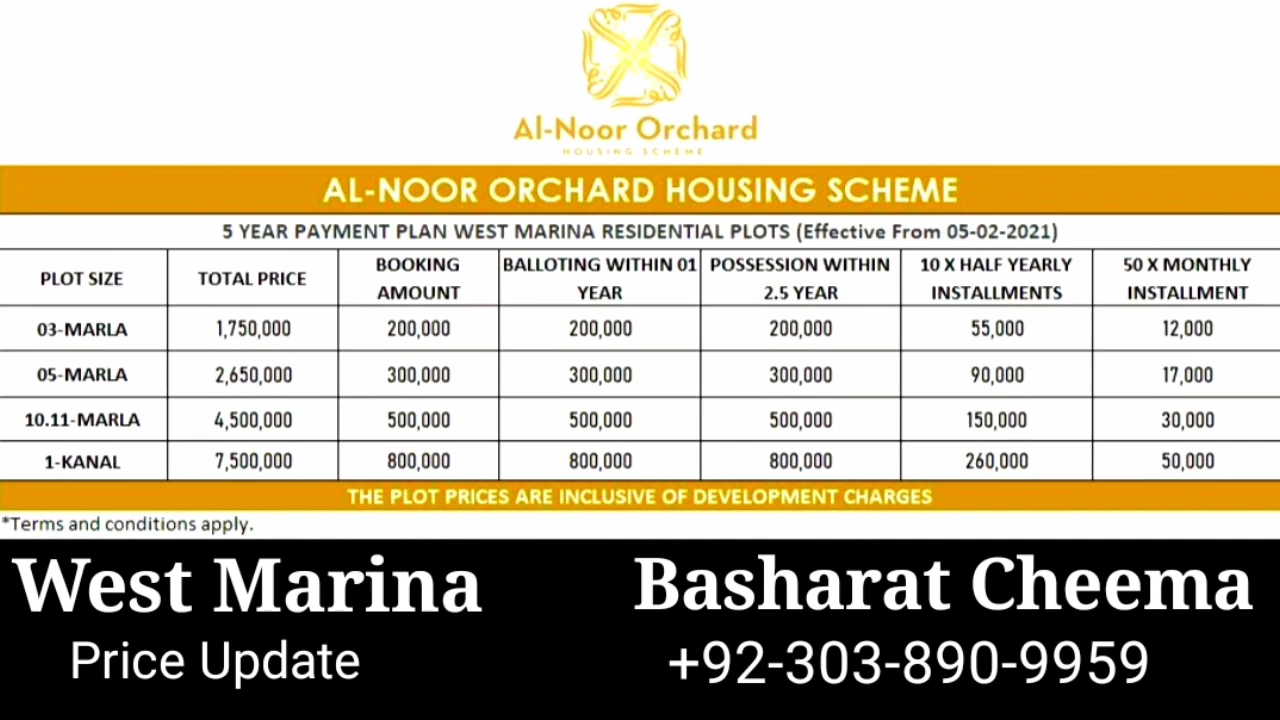 Al-Noor Orchard
HOUSING SCHEME
AL-NOOR ORCHARD HOUSING SCHEME
5 YEAR PAYMENT PLAN WEST MARINA RESIDENTIAL PLOTS (Effective From 05-02-2021)
PLOT SIZE TOTAL PRICE BOOKING AMOUNT BALLOTING WITHIN 01 YEAR POSSESSION WITHIN 2.5 YEAR 10 X HALF YEARLY INSTALLMENTS 50 X MONTHLY INSTALLMENT
03-MARLA 1,750,000 200,000 200,000 200,000 55,000 12,000
05-MARLA 2,650,000 300,000 300,000 300,000 90,000 17,000
10.11-MARLA 4,500,000 500,000 500,000 500,000 150,000 30,000
1-KANAL 7,500,000 800,000 800,000 800,000 260,000 50,000
THE PLOT PRICES ARE INCLUSIVE OF DEVELOPMENT CHARGES
*Terms and conditions apply.
West Marina
Price Update
Basharat Cheema
+92-303-890-9959